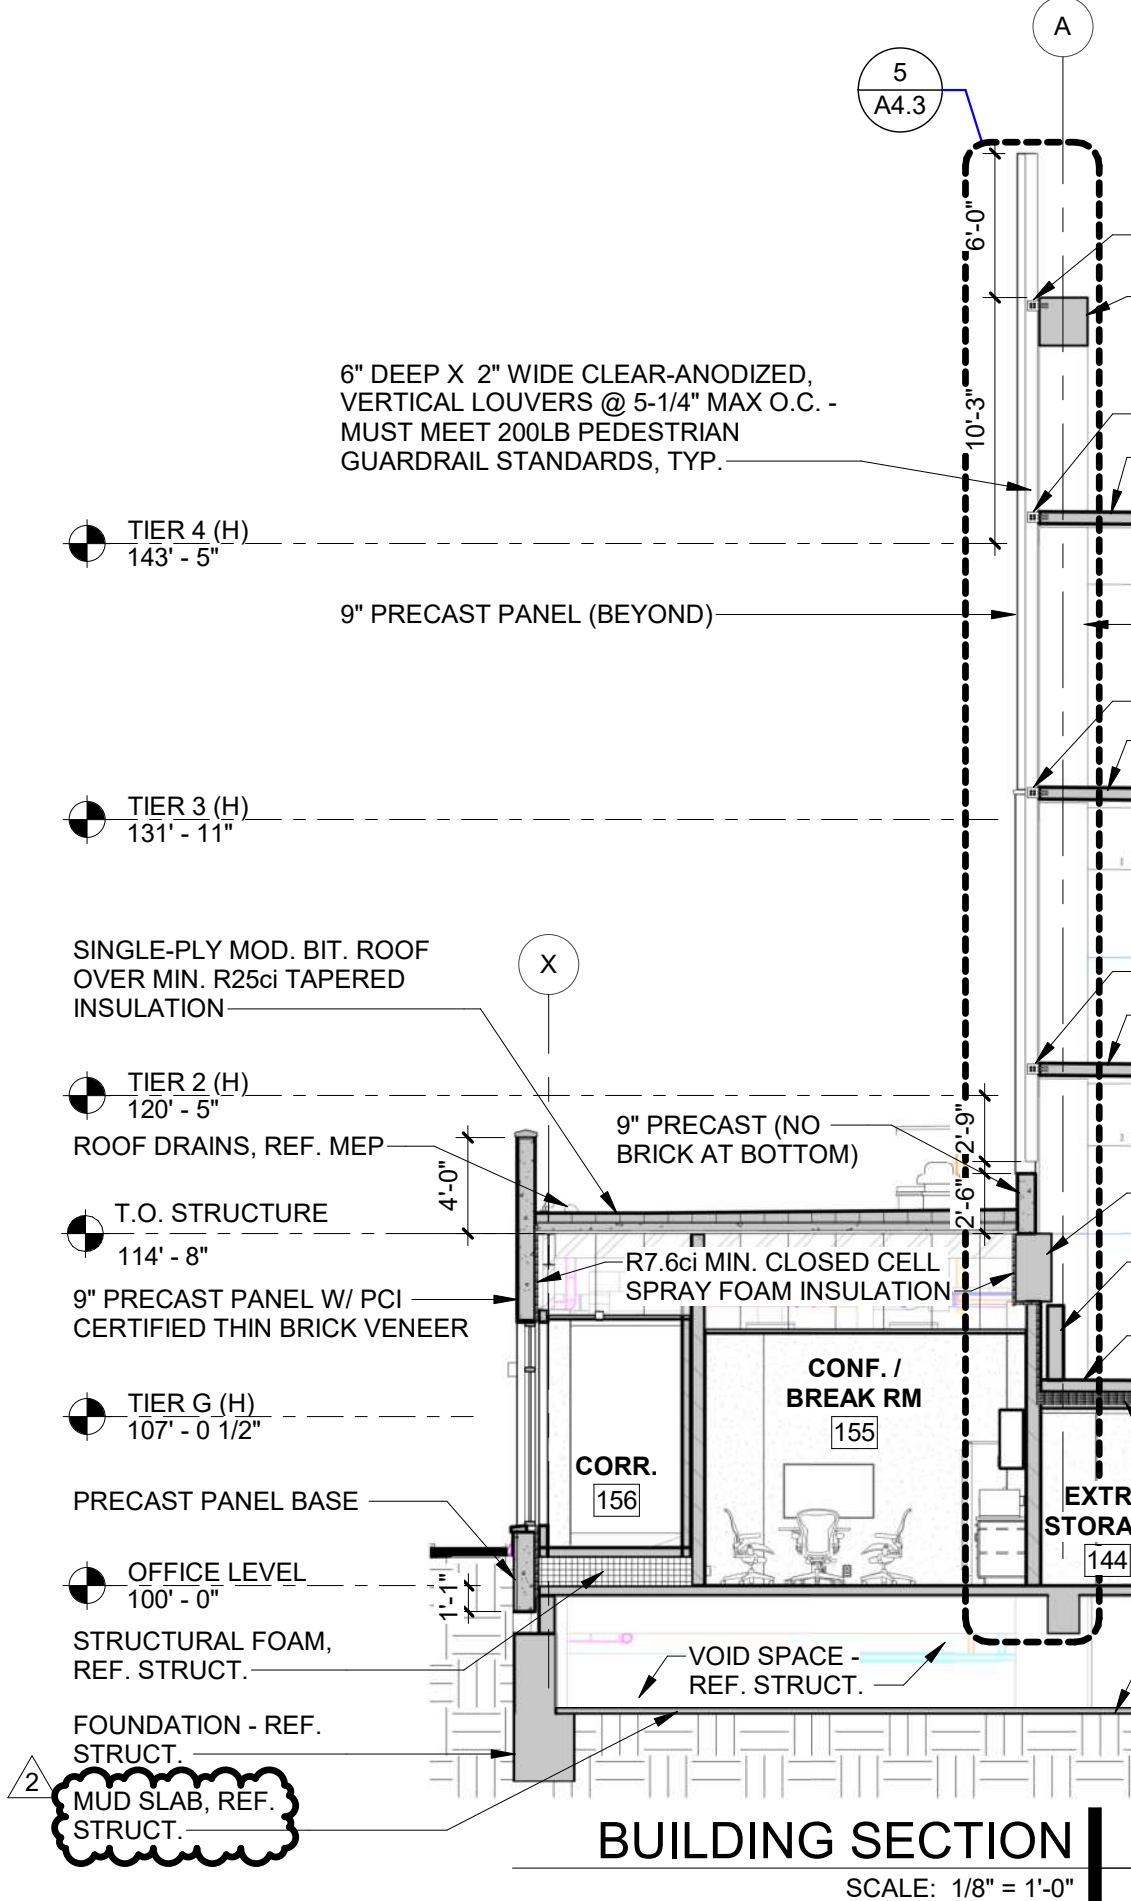 A
5
A4.3
6'-0"
10'-3"
6" DEEP X 2" WIDE CLEAR-ANODIZED,
VERTICAL LOUVERS @ 5-1/4" MAX O.C. -
MUST MEET 200LB PEDESTRIAN
GUARDRAIL STANDARDS, TYP.
TIER 4 (H)
143' - 5"
9" PRECAST PANEL (BEYOND)
TIER 3 (H)
131' - 11"
SINGLE-PLY MOD. BIT. ROOF
OVER MIN. R25ci TAPERED
INSULATION
X
TIER 2 (H)
120' - 5"
ROOF DRAINS, REF. MEP
4'-0"
9" PRECAST (NO
BRICK AT BOTTOM)
2'-9"
2'-6"
T.O. STRUCTURE
114' - 8"
R7.6ci MIN. CLOSED CELL
SPRAY FOAM INSULATION
9" PRECAST PANEL W/ PCI
CERTIFIED THIN BRICK VENEER
CONF. /
BREAK RM
155
TIER G (H)
107' - 0 1/2"
CORR.
156
PRECAST PANEL BASE
EXTR
STORA
144
OFFICE LEVEL
100' - 0"
1'-1"
STRUCTURAL FOAM,
REF. STRUCT.
VOID SPACE -
REF. STRUCT.
FOUNDATION - REF.
STRUCT.
2
MUD SLAB, REF.
STRUCT.
BUILDING SECTION
SCALE: 1/8" = 1'-0"